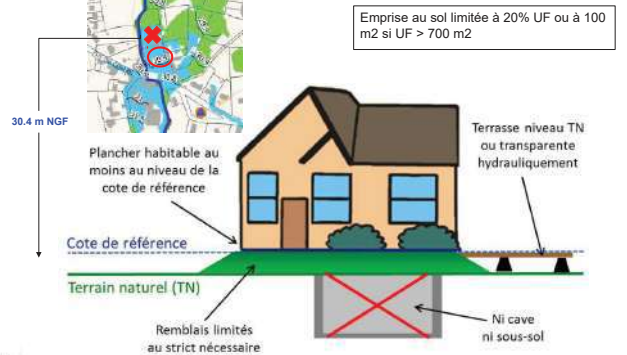 Emprise au sol limitée à 20% UF ou à 100
m2 si UF > 700 m2
30.4 m NGF
Plancher habitable au
moins au niveau de la
cote de référence
Terrasse niveau TN
ou transparente
hydrauliquement
Cote de référence
Terrain naturel (TN)
Remblais limités
au strict nécessaire
Ni cave
ni sous-sol